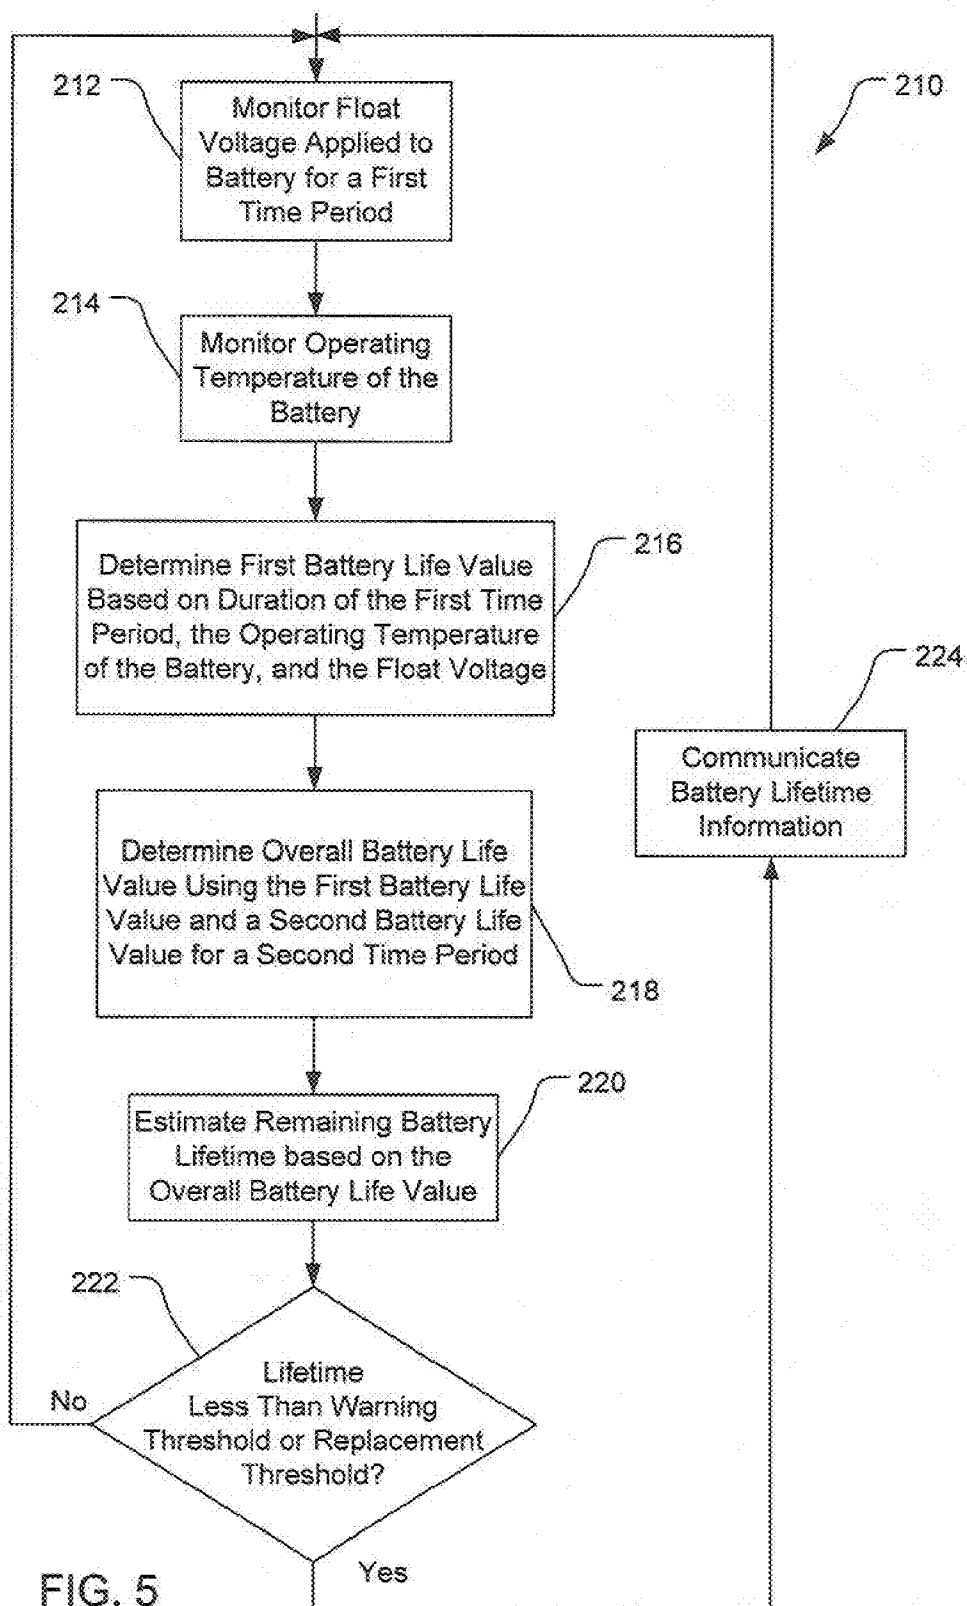 212
210
Monitor Float
Voltage Applied to
Battery for a First
Time Period
214
Monitor Operating
Temperature of the
Battery
216
Determine First Battery Life Value
Based on Duration of the First Time
Period, the Operating Temperature
of the Battery, and the Float Voltage
224
Communicate
Battery Lifetime
Information
Determine Overall Battery Life
Value Using the First Battery Life
Value and a Second Battery Life
Value for a Second Time Period
218
220
Estimate Remaining Battery
Lifetime based on the
Overall Battery Life Value
222
Lifetime
Less Than Warning
Threshold or Replacement
Threshold?
No
Yes
FIG. 5